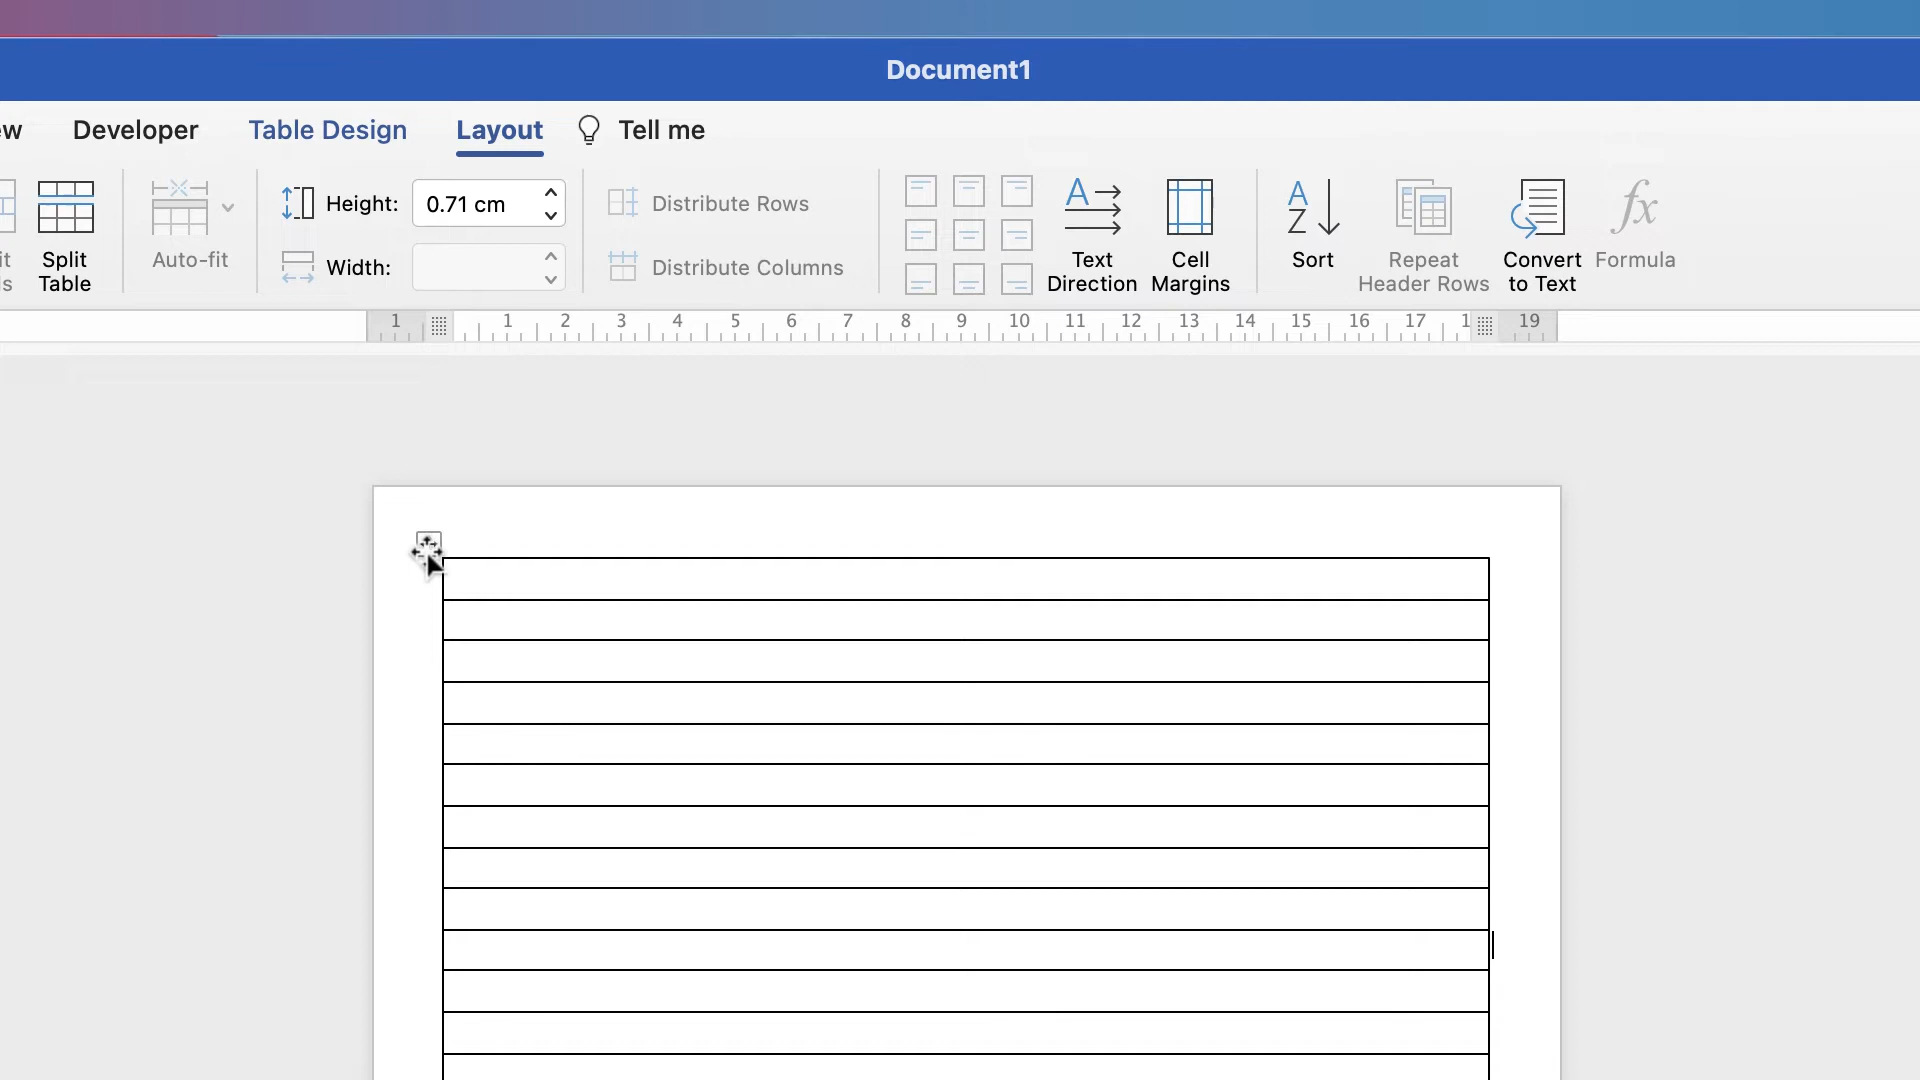 Document1
ew Developer Table Design Layout Tell me
Height: 0.71 cm Distribute Rows
Width: Distribute Columns
it
s
Split
Table
Auto-fit
Text
Direction
Cell
Margins
A
Z
Sort
Repeat
Header Rows
Convert
to Text
fx
Formula
1 1 2 3 4 5 6 7 8 9 10 11 12 13 14 15 16 17 1 19